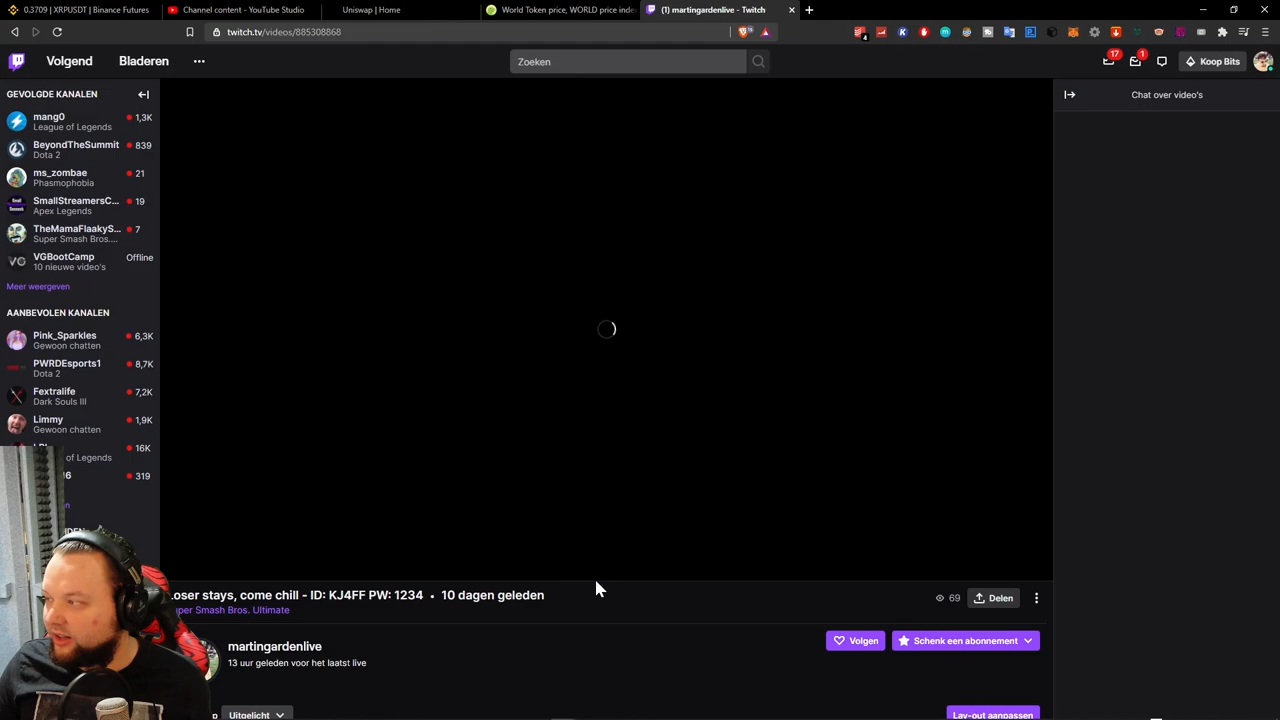 0.3709 | XRPUSDT | Binance Futures
Channel content - YouTube Studio
Uniswap | Home
World Token price, WORLD price inde
(1) martingardenlive - Twitch
twitch.tv/videos/885308868
Volgend
Bladeren
Zoeken
17
1
Koop Bits
GEVOLGDE KANALEN
Chat over video's
mang0
1,3K
League of Legends
BeyondTheSummit
839
Dota 2
ms_zombae
21
Phasmophobia
SmallStreamersC...
19
Apex Legends
TheMamaFlaakyS...
7
Super Smash Bros....
VGBootCamp
Offline
10 nieuwe video's
Meer weergeven
AANBEVOLEN KANALEN
Pink_Sparkles
6,3K
Gewoon chatten
PWRDEsports1
8,7K
Dota 2
Fextralife
7,2K
Dark Souls III
Limmy
1,9K
Gewoon chatten
16K
of Legends
319
oser stays, come chill - ID: KJ4FF PW: 1234 • 10 dagen geleden
69
Delen
uper Smash Bros. Ultimate
martingardenlive
Volgen
Schenk een abonnement
13 uur geleden voor het laatst live
Uitgelicht
Lay-out aanpassen